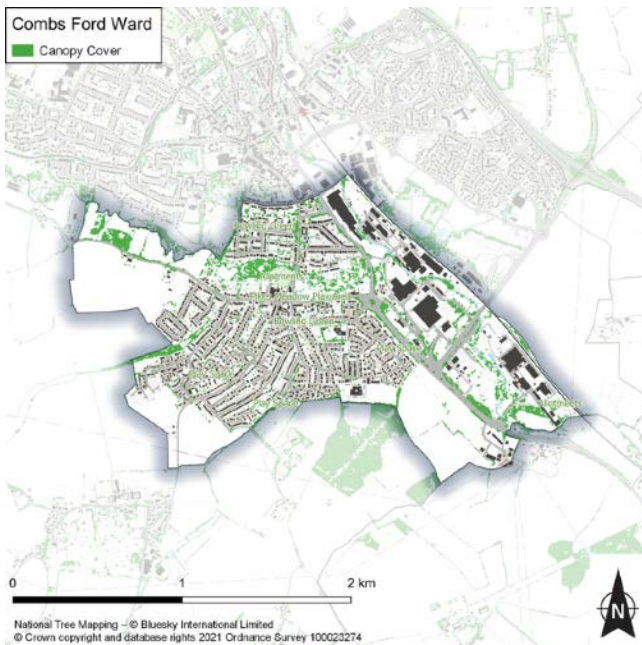 Combs Ford Ward
Canopy Cover
0
1
2 km
N
National Tree Mapping – © Bluesky International Limited
© Crown copyright and database rights 2021 Ordnance Survey 100023274